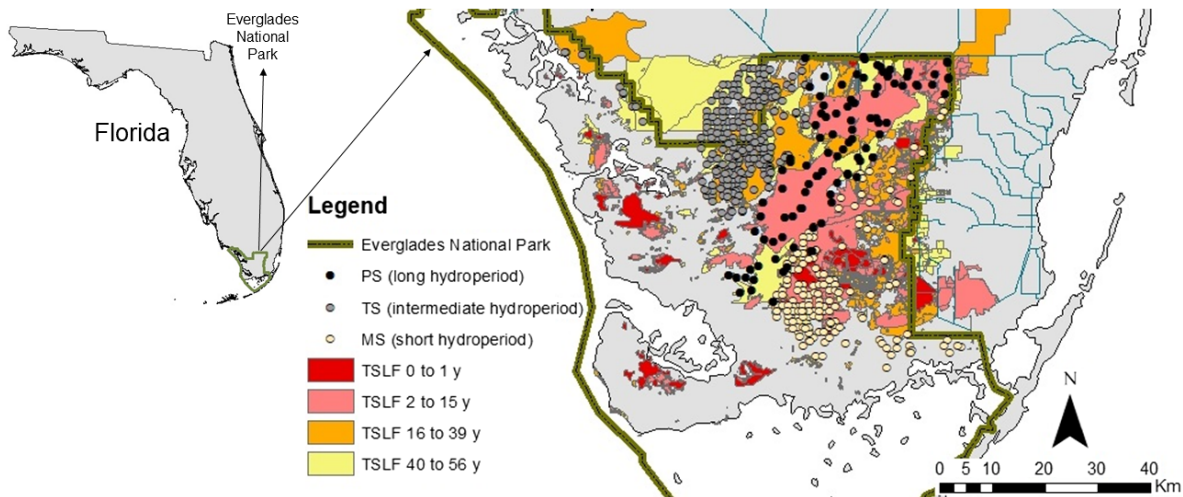 Everglades
National
Park
Florida
Legend
Everglades National Park
PS (long hydroperiod)
TS (intermediate hydroperiod)
MS (short hydroperiod)
TSLF 0 to 1 y
TSLF 2 to 15 y
TSLF 16 to 39 y
TSLF 40 to 56 y
N
0 5 10 20 30 40
Km